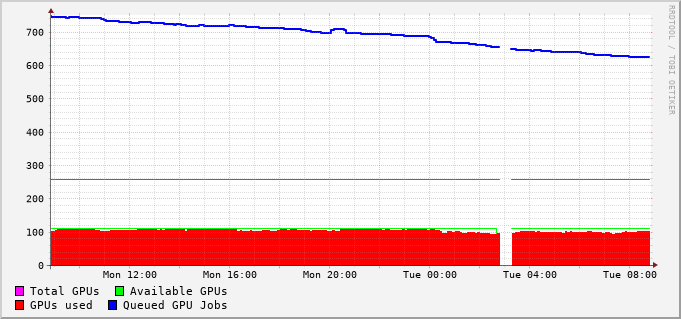 RRDTOOL / TOBI OETIKER
700
600
500
400
300
200
100
0
Mon 12:00 Mon 16:00 Mon 20:00 Tue 00:00 Tue 04:00 Tue 08:00
Total GPUs Available GPUs
GPUs used Queued GPU Jobs